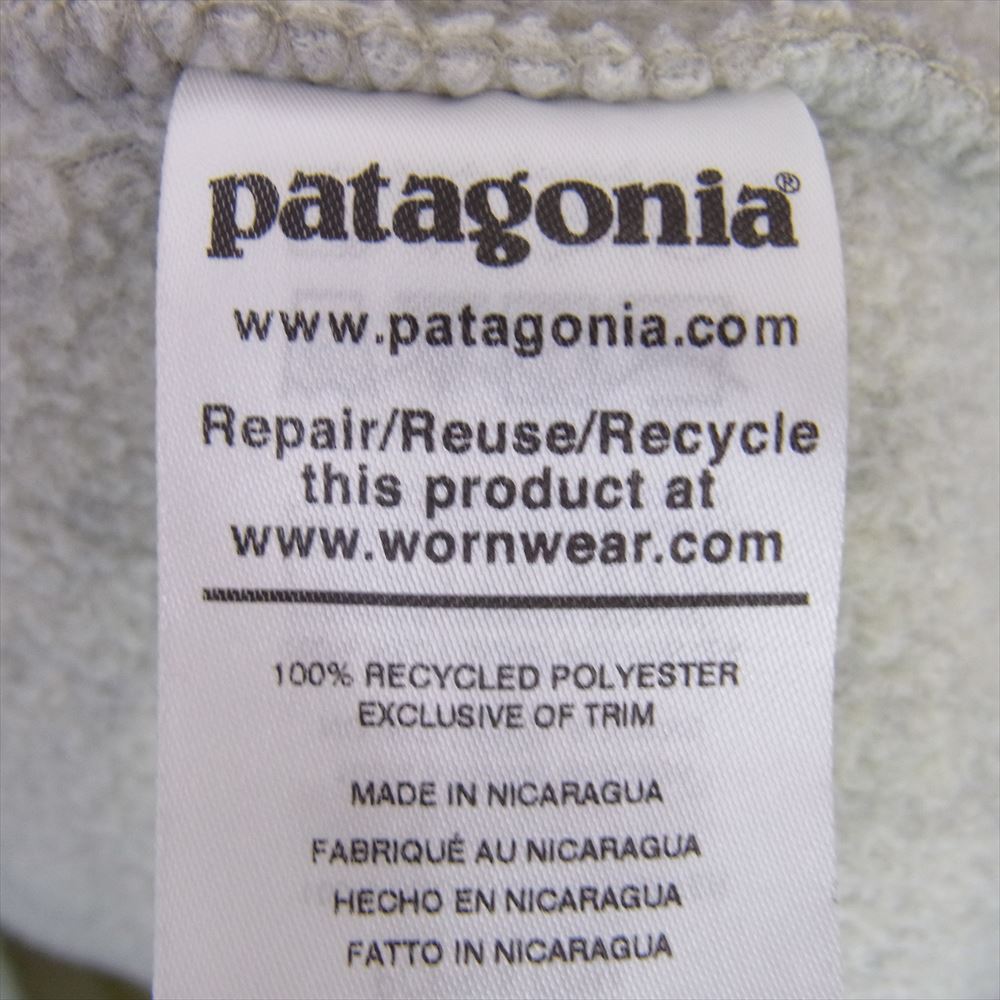 patagonia®
www.patagonia.com
Repair/Reuse/Recycle
this product at
www.wornwear.com
100% RECYCLED POLYESTER
EXCLUSIVE OF TRIM
MADE IN NICARAGUA
FABRIQUÉ AU NICARAGUA
HECHO EN NICARAGUA
FATTO IN NICARAGUA